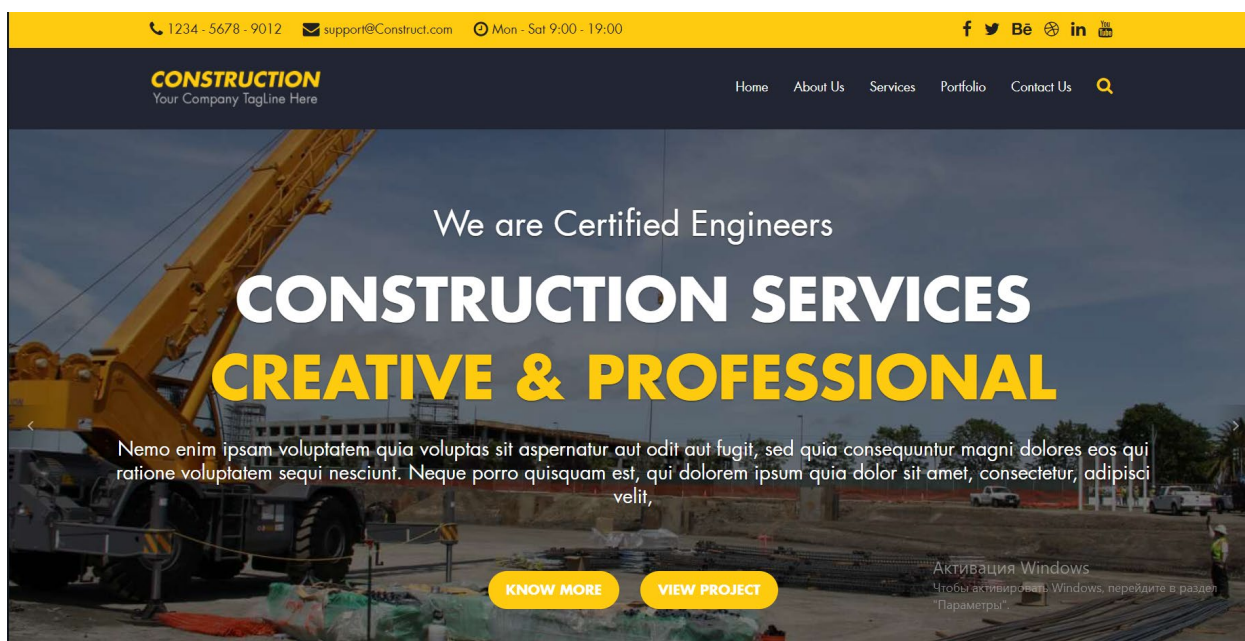 1234 - 5678 - 9012 support@Construct.com Mon - Sat 9:00 - 19:00 f Bē in You Tube
CONSTRUCTION
Your Company TagLine Here
Home About Us Services Portfolio Contact Us
We are Certified Engineers
CONSTRUCTION SERVICES
CREATIVE & PROFESSIONAL
Nemo enim ipsam voluptatem quia voluptas sit aspernatur aut odit aut fugit, sed quia consequuntur magni dolores eos qui
ratione voluptatem sequi nesciunt. Neque porro quisquam est, qui dolorem ipsum quia dolor sit amet, consectetur, adipisci
velit,
KNOW MORE VIEW PROJECT
Активация Windows
Чтобы активировать Windows, перейдите в раздел
"Параметры".